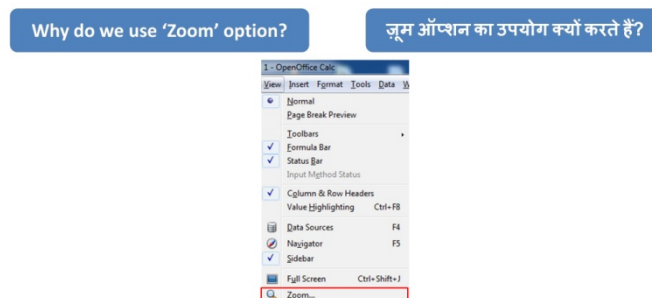 Why do we use ‘Zoom’ option?
ज़ूम ऑप्शन का उपयोग क्यों करते हैं?
1 - OpenOffice Calc
View Insert Format Tools Data W
Normal
Page Break Preview
Toolbars
Formula Bar
Status Bar
Input Method Status
Column & Row Headers
Value Highlighting Ctrl+F8
Data Sources F4
Navigator F5
Sidebar
Full Screen Ctrl+Shift+J
Zoom...